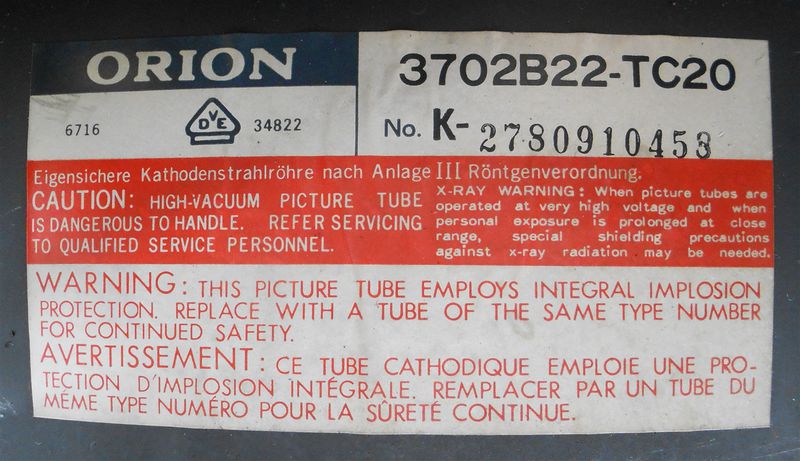 ORION
3702B22-TC20
6716
DVE
34822
No. K-2780910453
Eigensichere Kathodenstrahlröhre nach Anlage III Röntgenverordnung.
CAUTION: HIGH-VACUUM PICTURE TUBE
IS DANGEROUS TO HANDLE. REFER SERVICING
TO QUALIFIED SERVICE PERSONNEL.
X-RAY WARNING: When picture tubes are
operated at very high voltage and when
personal exposure is prolonged at close
range, special shielding precautions
against x-ray radiation may be needed.
WARNING: THIS PICTURE TUBE EMPLOYS INTEGRAL IMPLOSION
PROTECTION. REPLACE WITH A TUBE OF THE SAME TYPE NUMBER
FOR CONTINUED SAFETY.
AVERTISSEMENT: CE TUBE CATHODIQUE EMPLOIE UNE PRO-
TECTION D'IMPLOSION INTÉGRALE. REMPLACER PAR UN TUBE DU
MÊME TYPE NUMÉRO POUR LA SÛRETÉ CONTINUE.